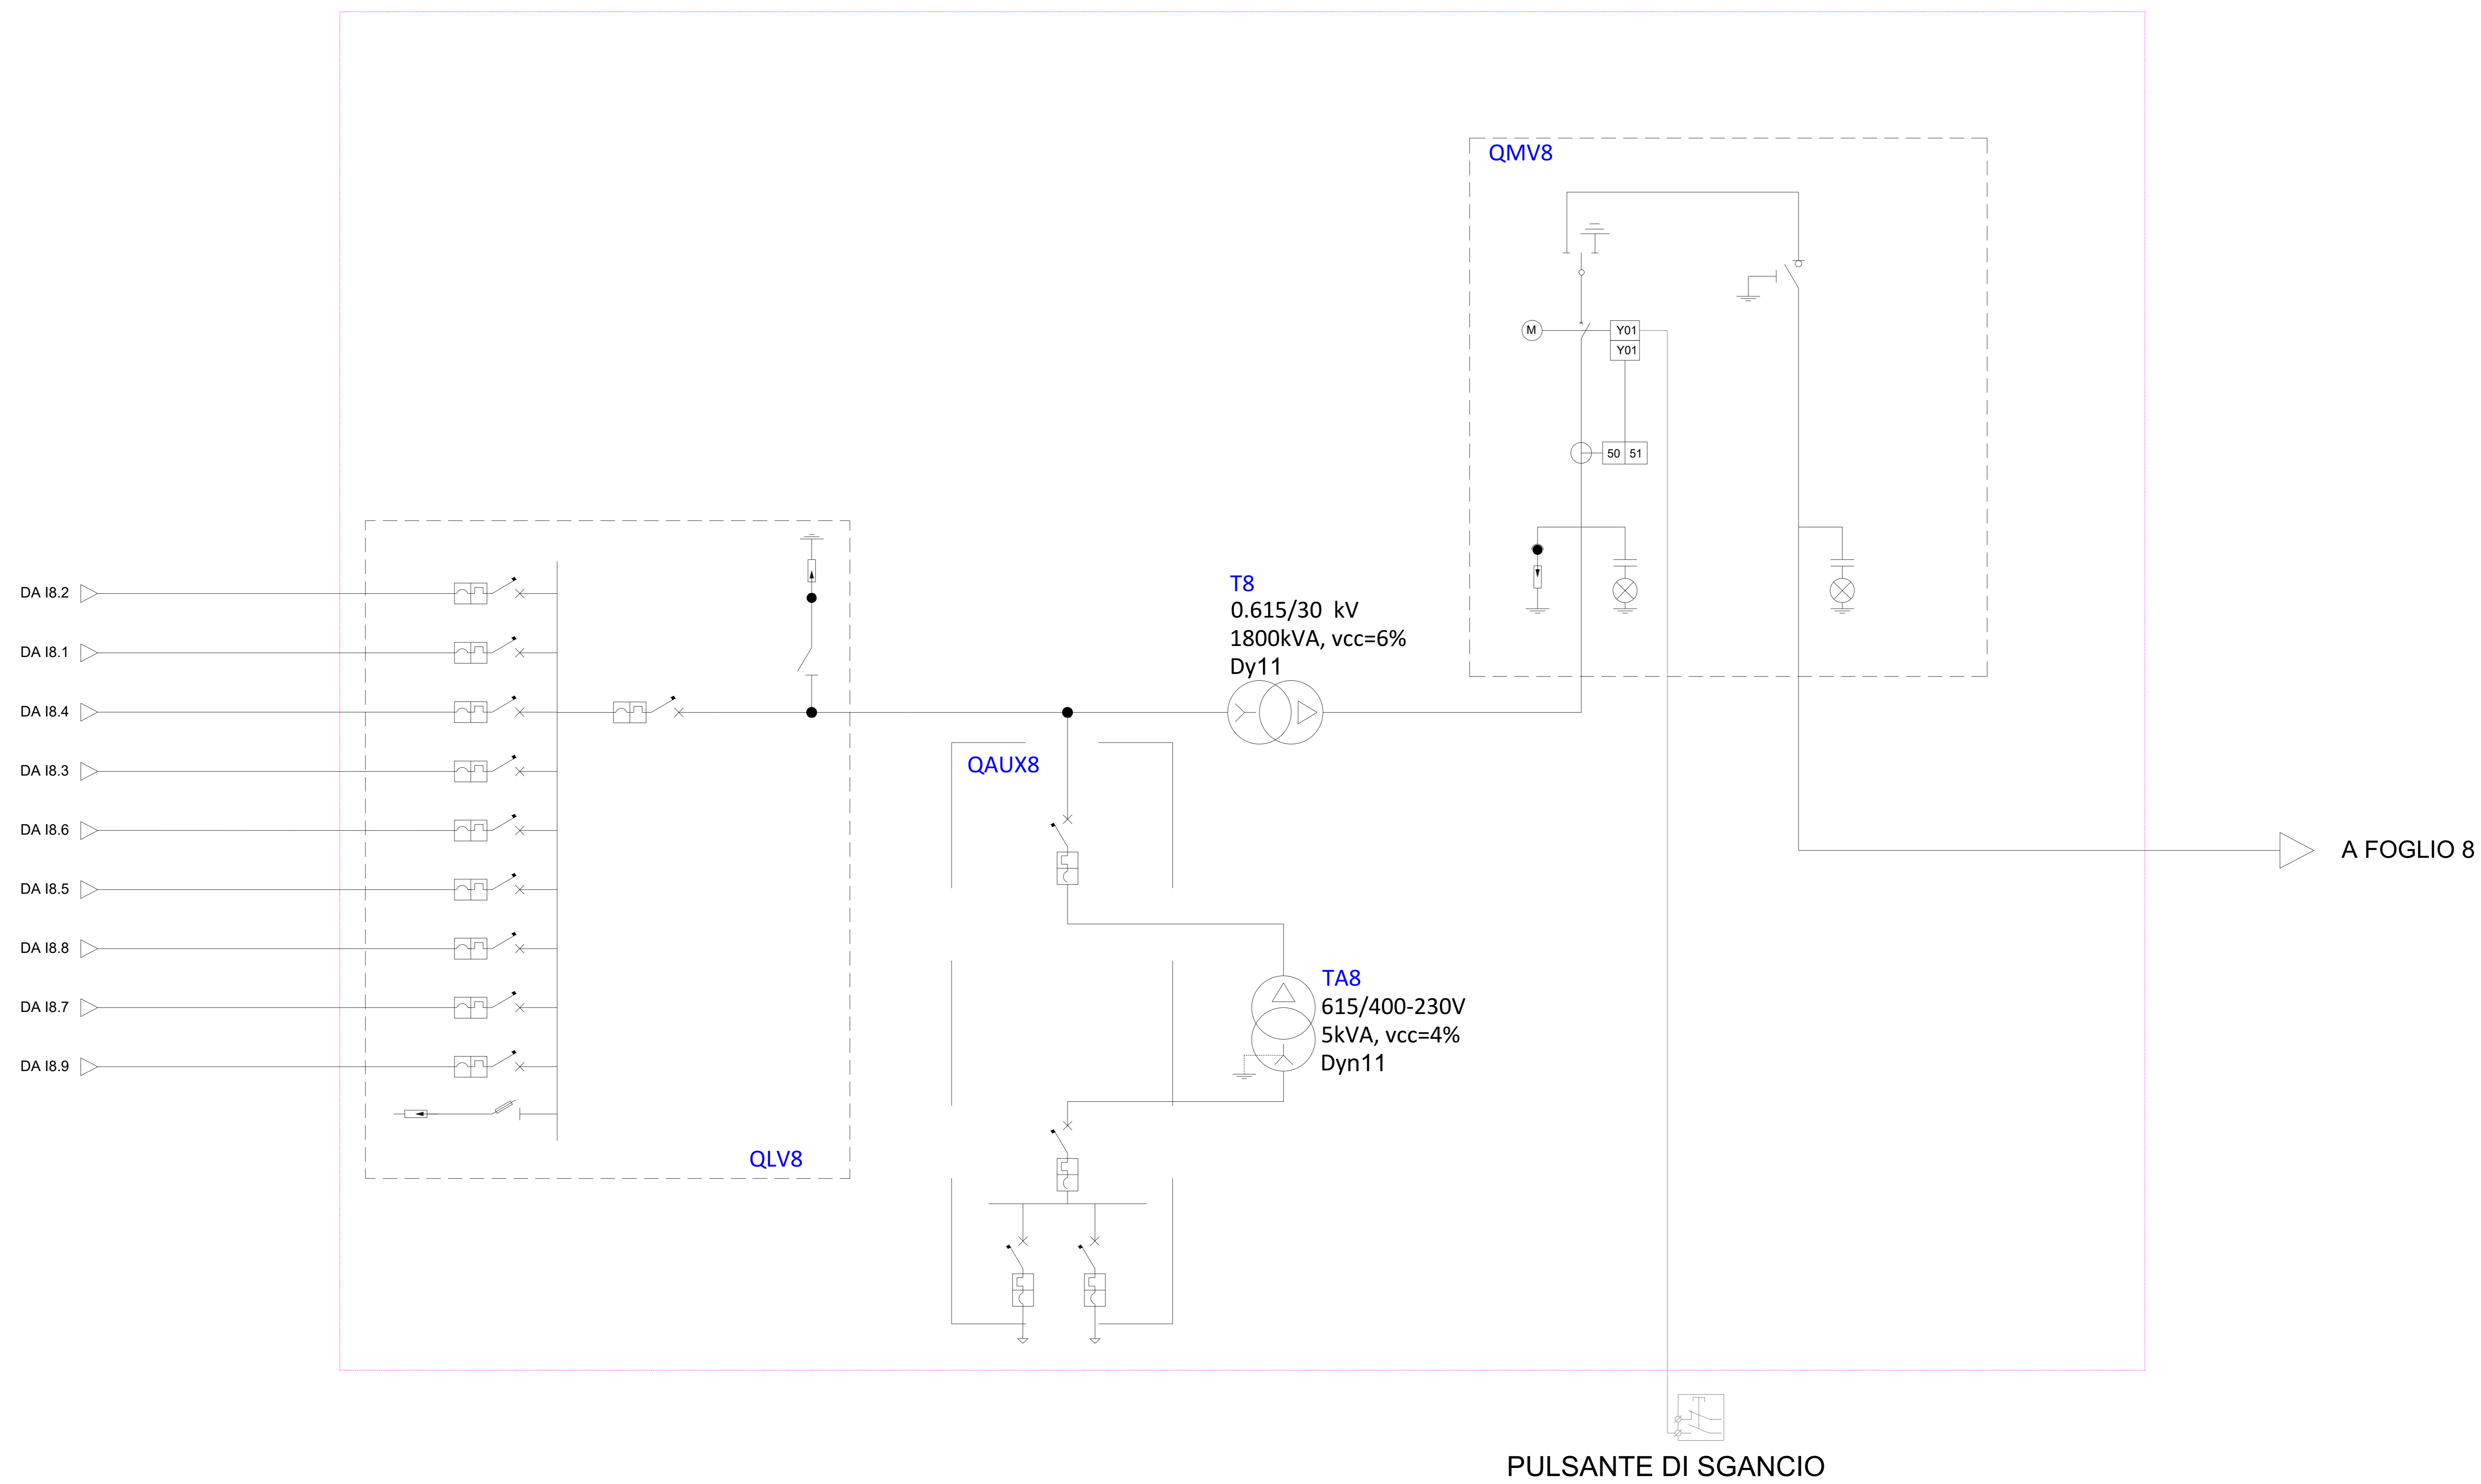 QMV8
M
Y01
Y01
50 51
DA I8.2
DA I8.1
DA I8.4
DA I8.3
DA I8.6
DA I8.5
DA I8.8
DA I8.7
DA I8.9
QLV8
T8
0.615/30 kV
1800kVA, vcc=6%
Dy11
QAUX8
TA8
615/400-230V
5kVA, vcc=4%
Dyn11
A FOGLIO 8
PULSANTE DI SGANCIO